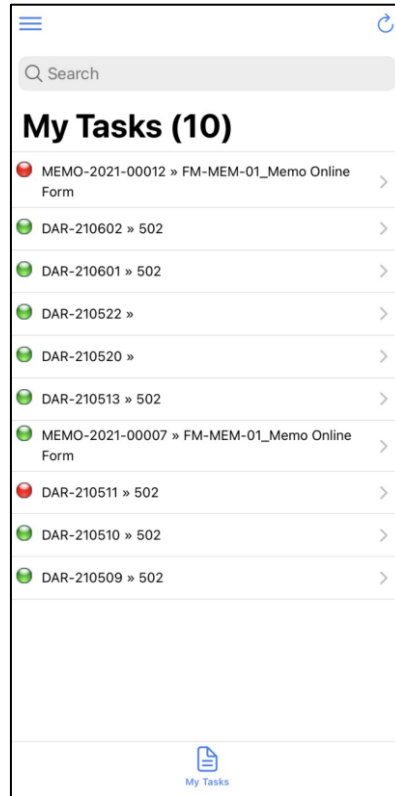 Search
My Tasks (10)
MEMO-2021-00012 » FM-MEM-01_Memo Online
Form
DAR-210602 » 502
DAR-210601 » 502
DAR-210522 »
DAR-210520 »
DAR-210513 » 502
MEMO-2021-00007 » FM-MEM-01_Memo Online
Form
DAR-210511 » 502
DAR-210510 » 502
DAR-210509 » 502
My Tasks